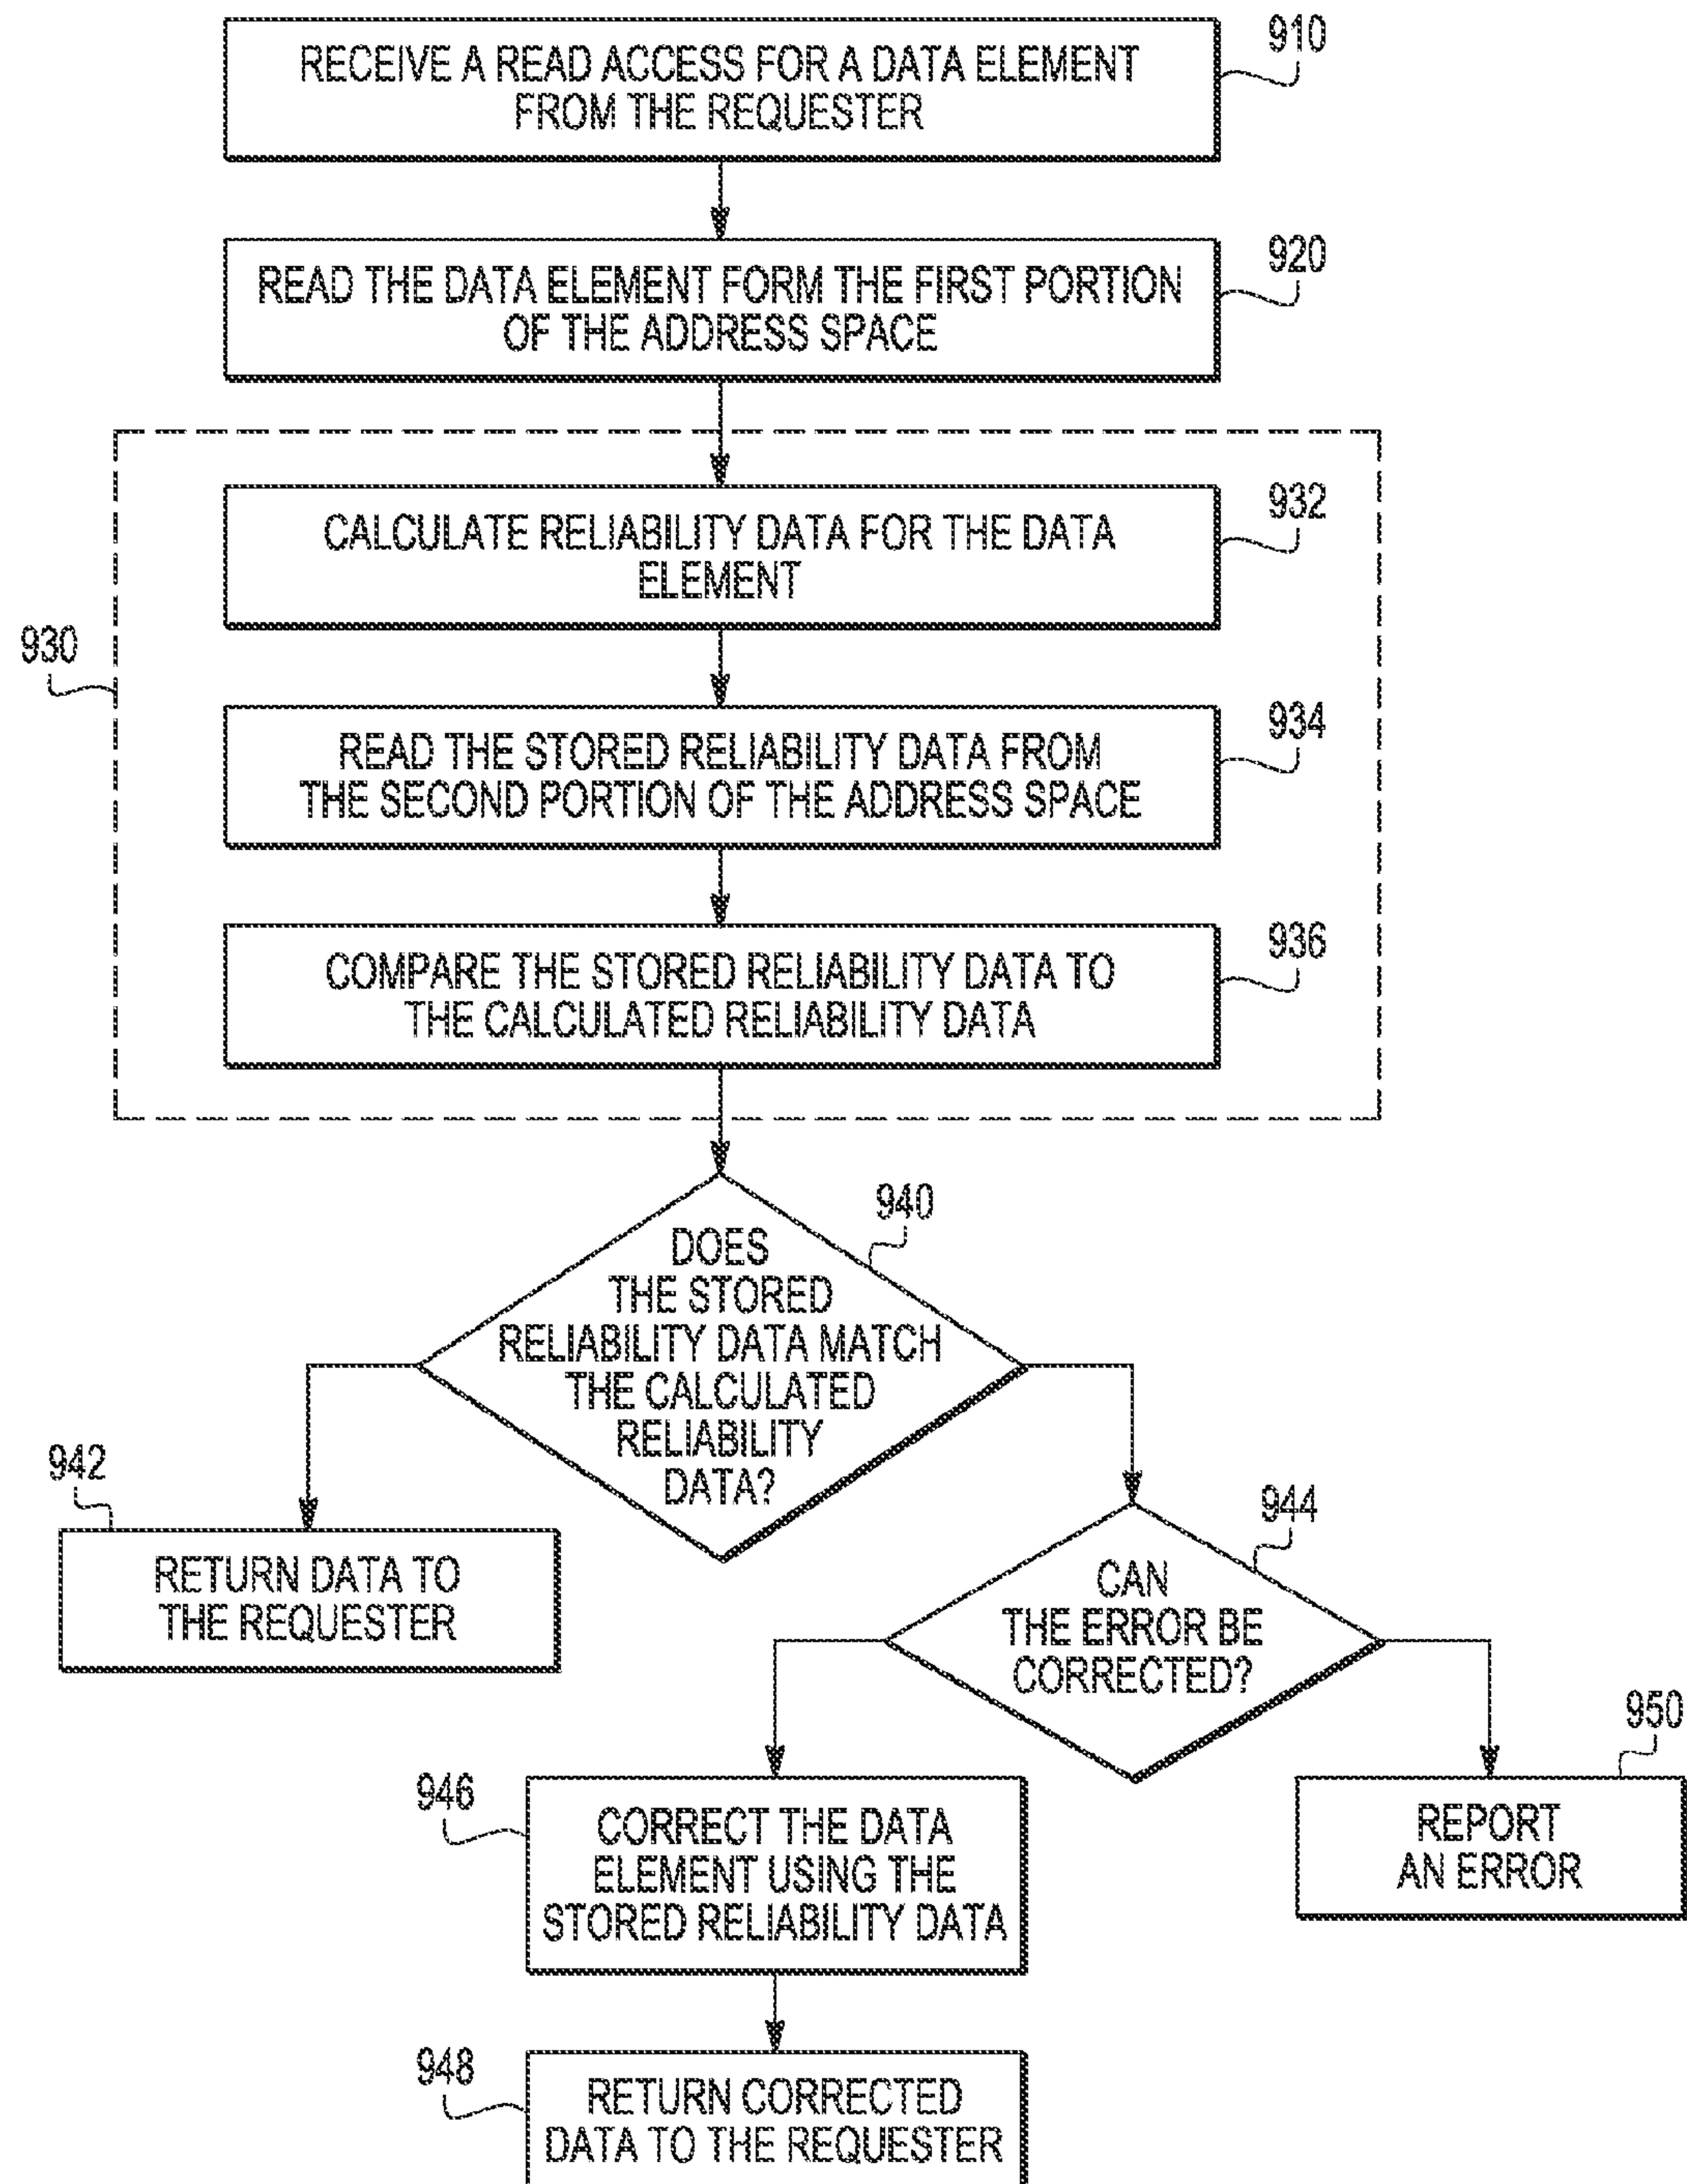 910
RECEIVE A READ ACCESS FOR A DATA ELEMENT
FROM THE REQUESTER
920
READ THE DATA ELEMENT FORM THE FIRST PORTION
OF THE ADDRESS SPACE
930
932
CALCULATE RELIABILITY DATA FOR THE DATA
ELEMENT
934
READ THE STORED RELIABILITY DATA FROM
THE SECOND PORTION OF THE ADDRESS SPACE
936
COMPARE THE STORED RELIABILITY DATA TO
THE CALCULATED RELIABILITY DATA
940
DOES
THE STORED
RELIABILITY DATA MATCH
THE CALCULATED
RELIABILITY
DATA?
942
RETURN DATA TO
THE REQUESTER
944
CAN
THE ERROR BE
CORRECTED?
946
CORRECT THE DATA
ELEMENT USING THE
STORED RELIABILITY DATA
950
REPORT
AN ERROR
948
RETURN CORRECTED
DATA TO THE REQUESTER